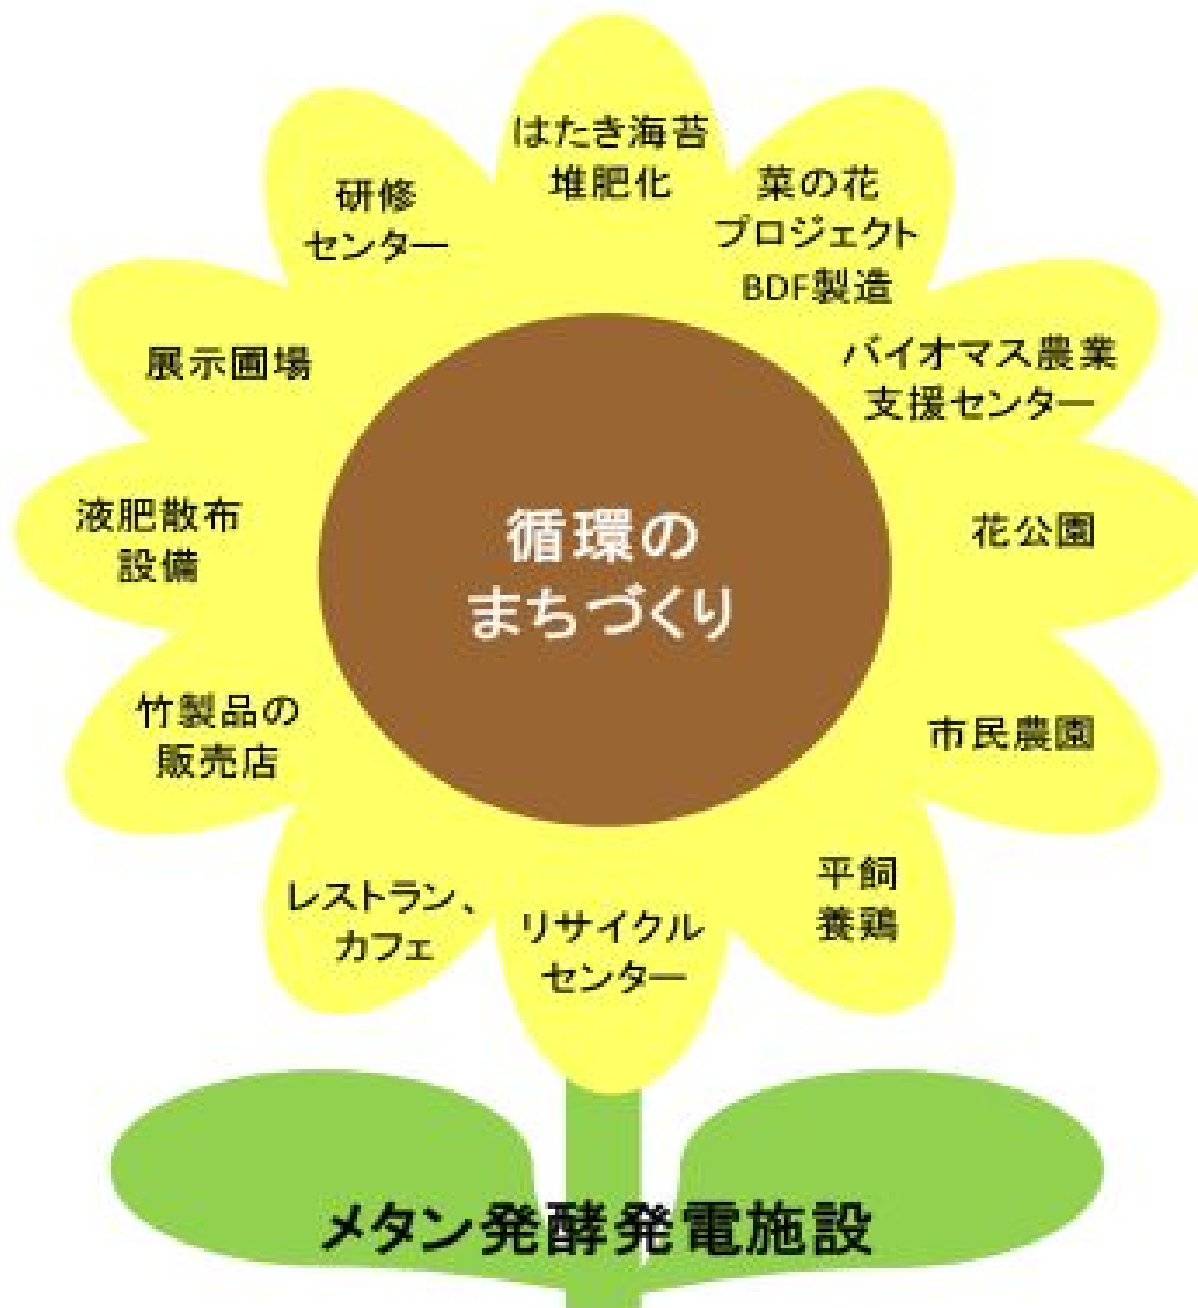 はたき海苔
堆肥化
菜の花
プロジェクト
BDF製造
バイオマス農業
支援センター
花公園
市民農園
平飼
養鶏
リサイクル
センター
レストラン、
カフェ
竹製品の
販売店
液肥散布
設備
展示圃場
研修
センター
循環の
まちづくり
メタン発酵発電施設